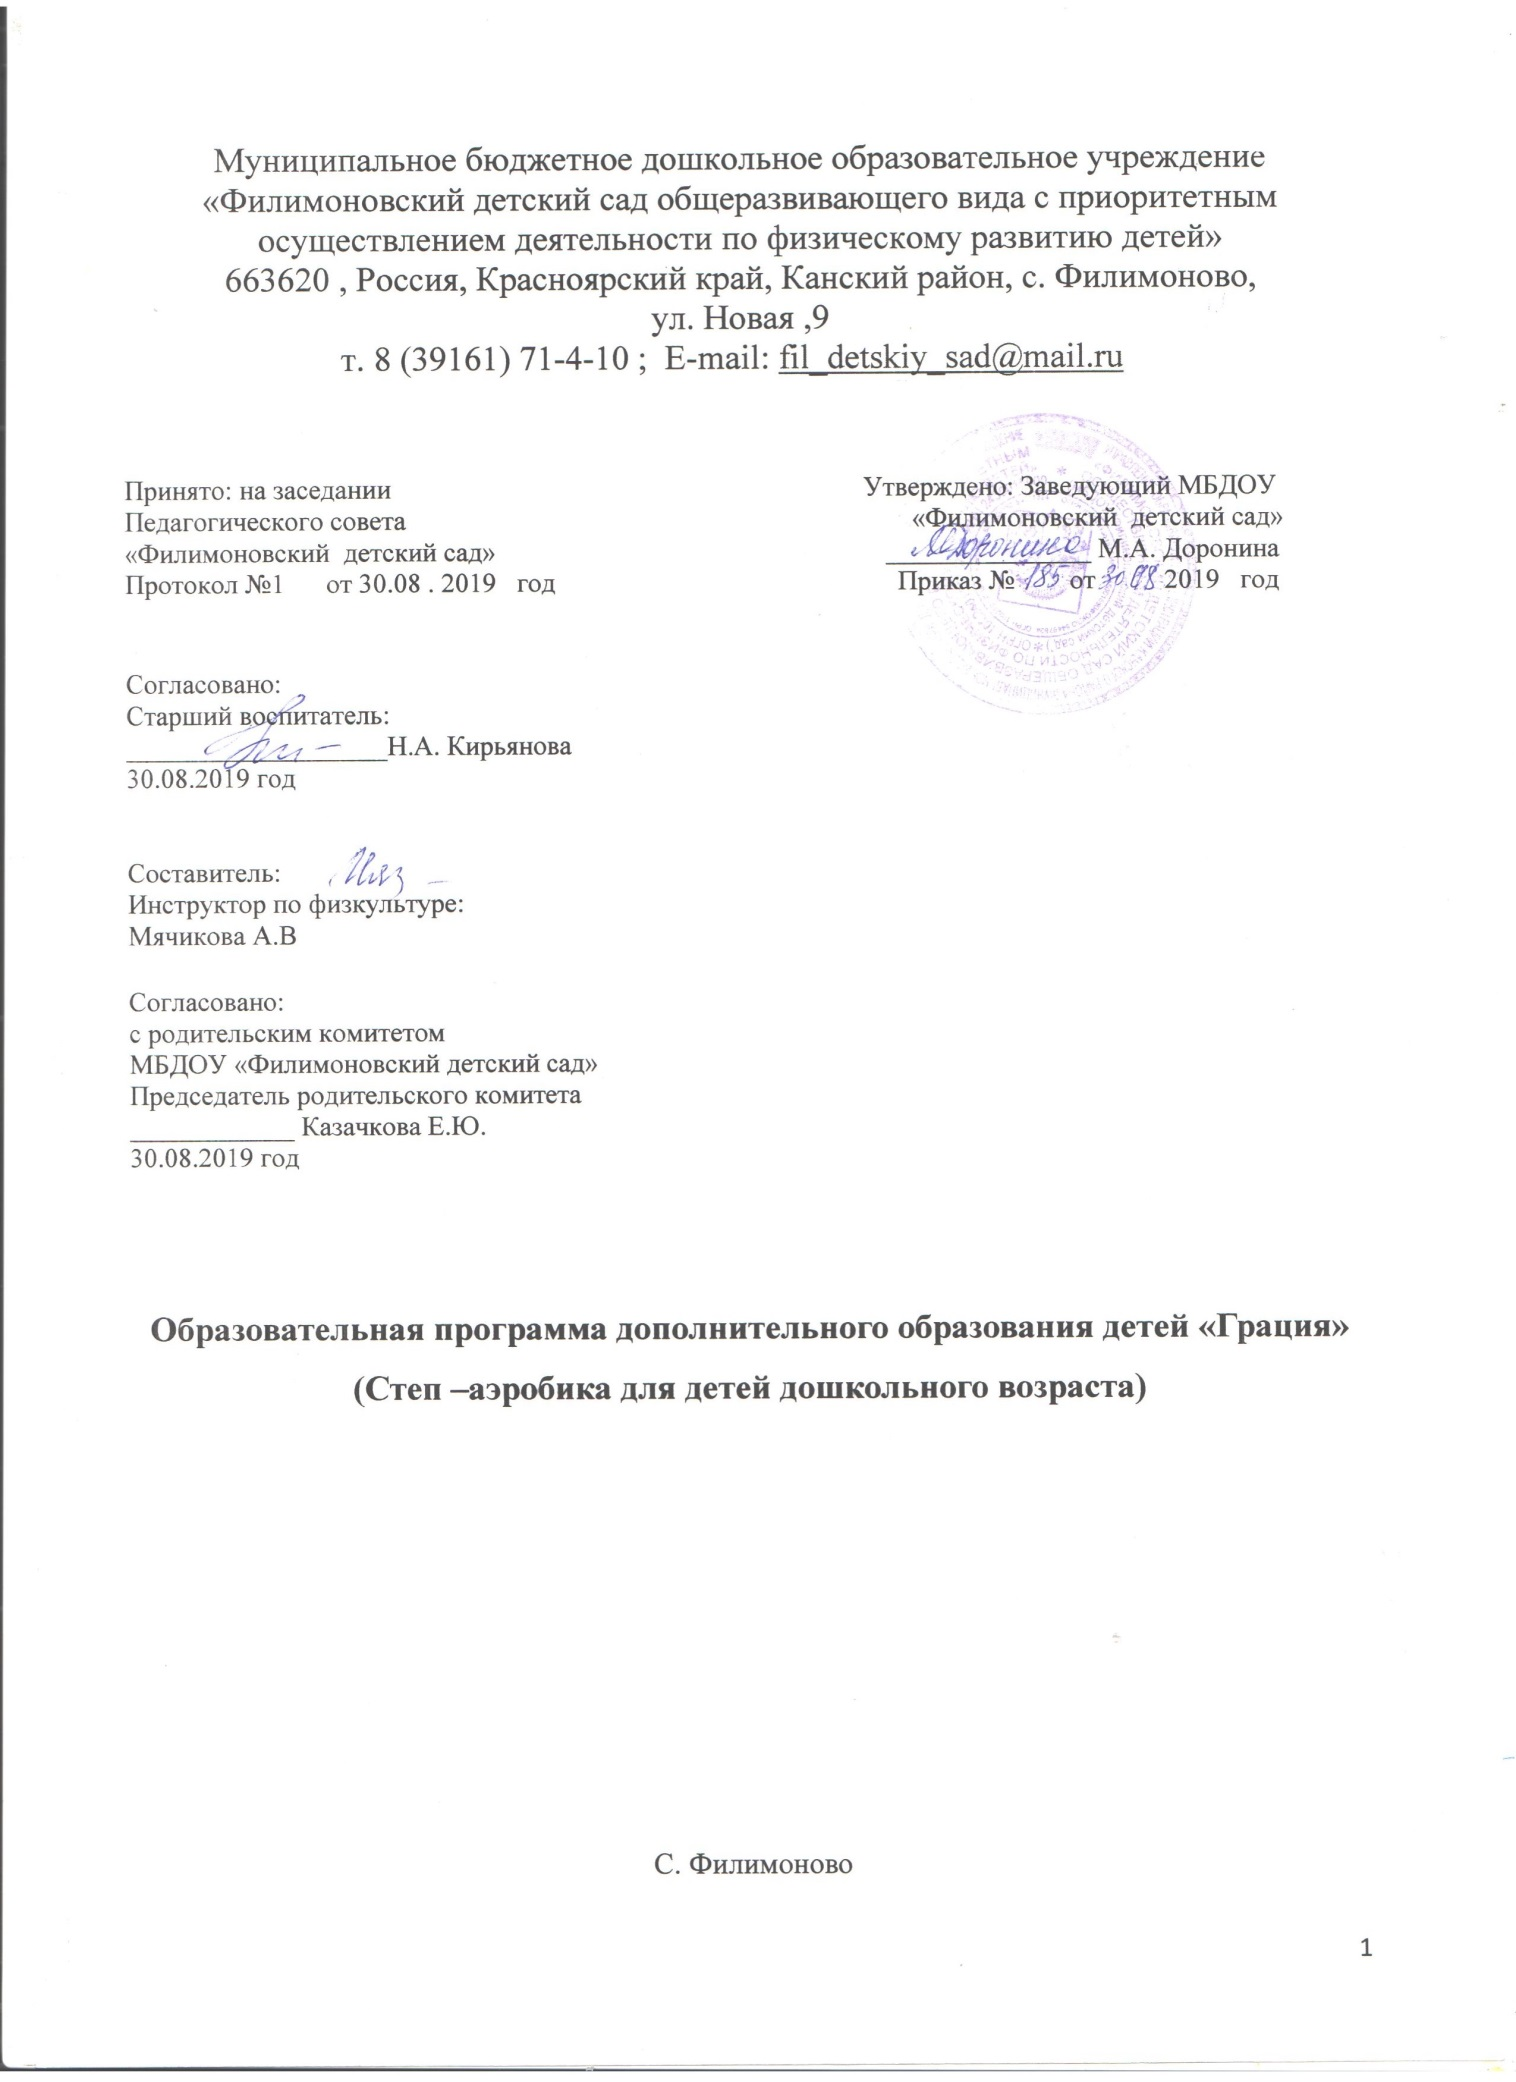 Муниципальное бюджетное дошкольное образовательное учреждение
«Филимоновский детский сад общеразвивающего вида с приоритетным
осуществлением деятельности по физическому развитию детей»
663620 , Россия, Красноярский край, Канский район, с. Филимоново,
ул. Новая ,9
т. 8 (39161) 71-4-10 ; E-mail: fil_detskiy_sad@mail.ru
Принято: на заседании
Педагогического совета
«Филимоновский детский сад»
Протокол №1 от 30.08 . 2019 год
Утверждено: Заведующий МБДОУ
«Филимоновский детский сад»
____________ М.А. Доронина
Приказ № 185 от 30.08 2019 год
Согласовано:
Старший воспитатель:
____________________Н.А. Кирьянова
30.08.2019 год
Составитель:
Инструктор по физкультуре:
Мячикова А.В
Согласовано:
с родительским комитетом
МБДОУ «Филимоновский детский сад»
Председатель родительского комитета
____________ Казачкова Е.Ю.
30.08.2019 год
Образовательная программа дополнительного образования детей «Грация»
(Степ –аэробика для детей дошкольного возраста)
С. Филимоново
1